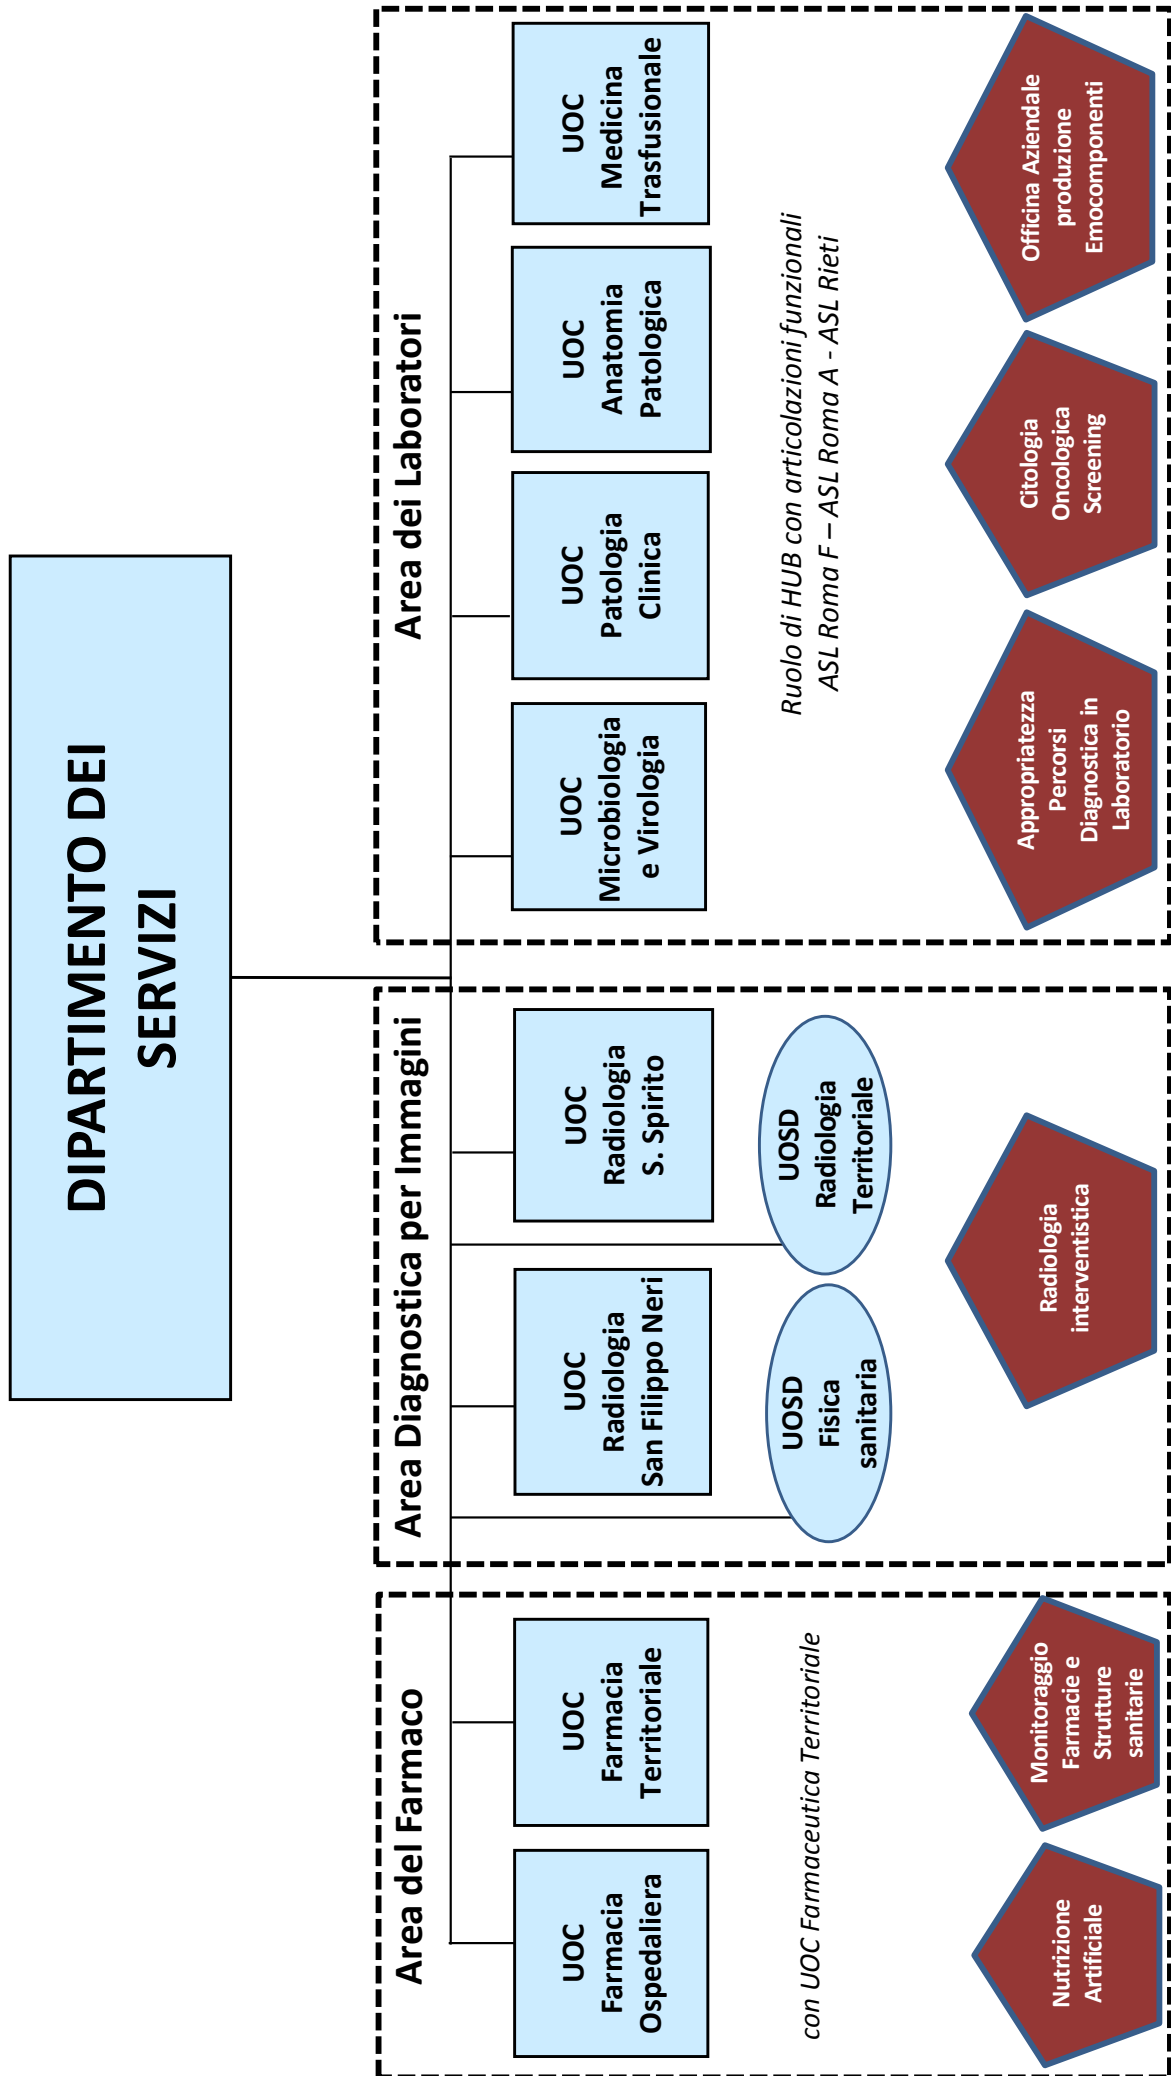 DIPARTIMENTO DEI
SERVIZI
Area del Farmaco
UOC
Farmacia
Ospedaliera
UOC
Farmacia
Territoriale
con UOC Farmaceutica Territoriale
Nutrizione
Artificiale
Monitoraggio
Farmacie e
Strutture
sanitarie
Area Diagnostica per Immagini
UOC
Radiologia
San Filippo Neri
UOC
Radiologia
S. Spirito
UOSD
Fisica
sanitaria
UOSD
Radiologia
Territoriale
Radiologia
interventistica
Area dei Laboratori
UOC
Microbiologia
e Virologia
UOC
Patologia
Clinica
UOC
Anatomia
Patologica
UOC
Medicina
Trasfusionale
Ruolo di HUB con articolazioni funzionali
ASL Roma F – ASL Roma A - ASL Rieti
Appropriatezza
Percorsi
Diagnostica in
Laboratorio
Citologia
Oncologica
Screening
Officina Aziendale
produzione
Emocomponenti